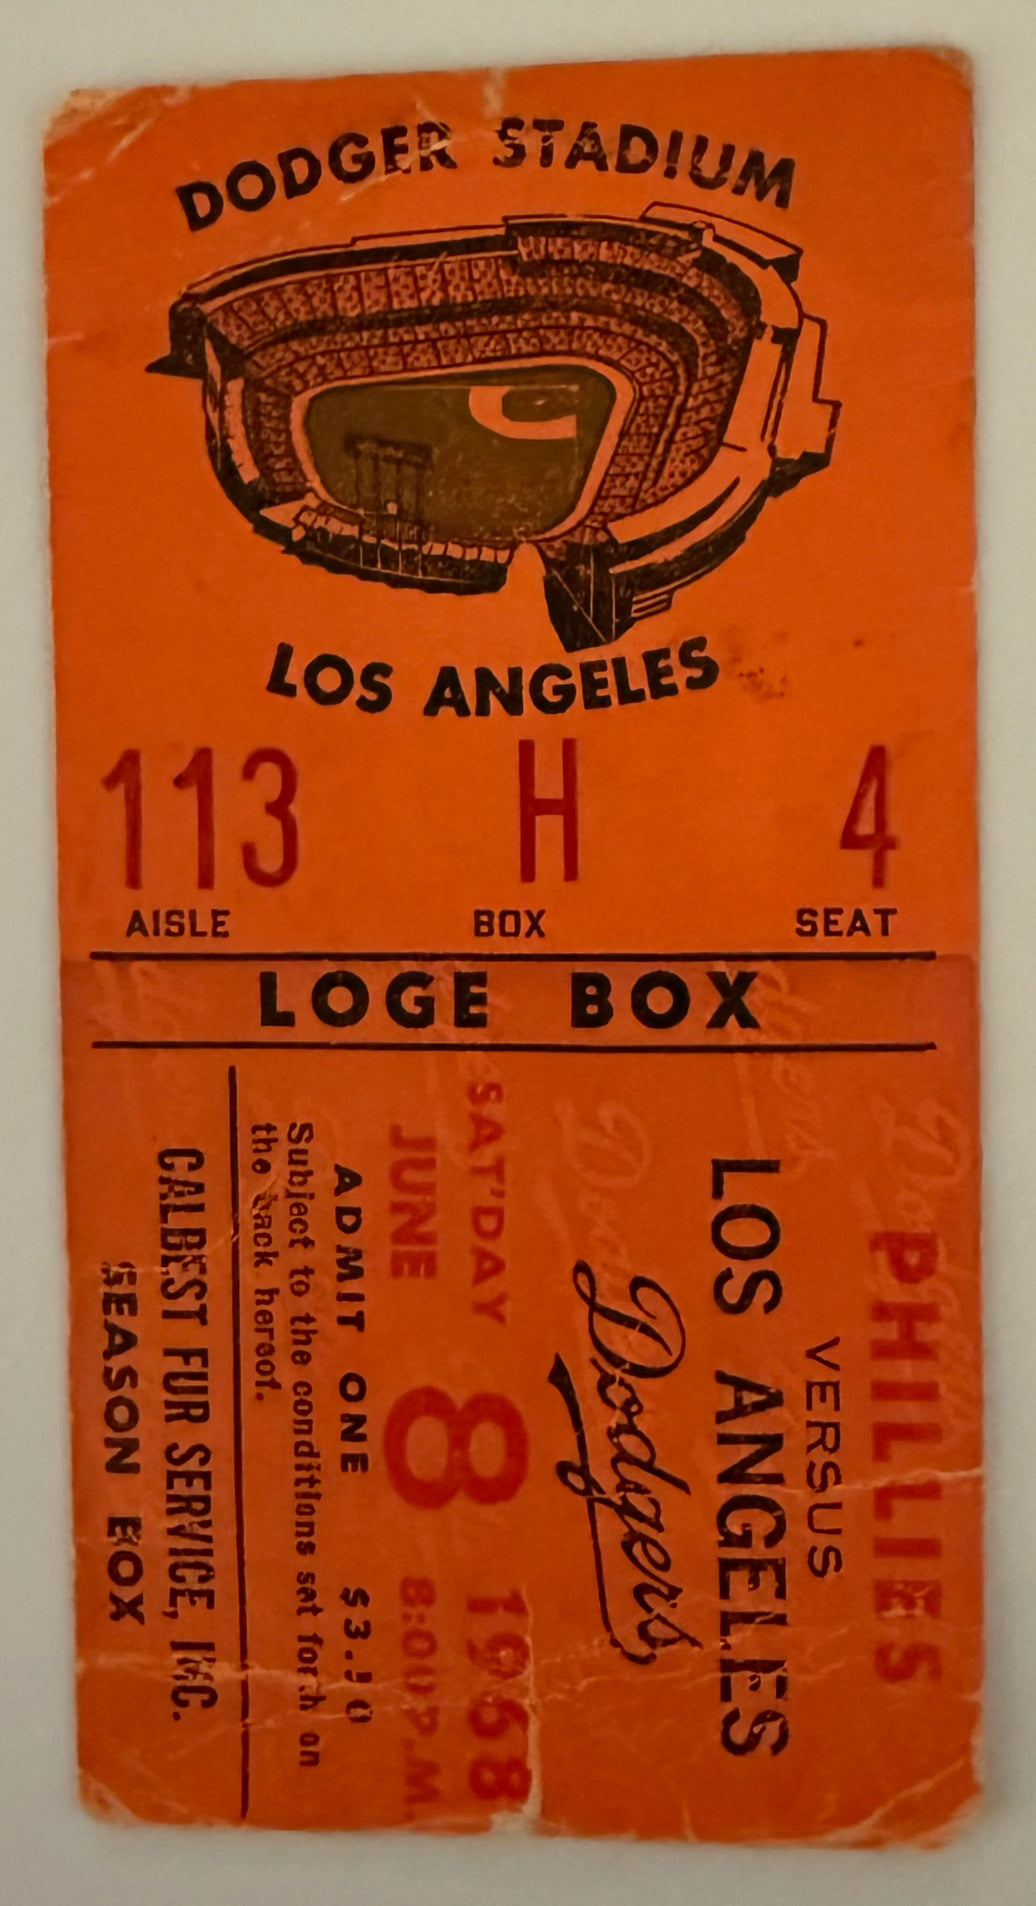 DODGER STADIUM
LOS ANGELES
113 H 4
AISLE BOX SEAT
LOGE BOX
PHILLIES
VERSUS
LOS ANGELES
Dodgers
SAT'DAY 8 1968
JUNE 8:00 P.M.
ADMIT ONE
Subject to the conditions set forth on
the back hereof.
CALBEST FUR SERVICE, INC.
SEASON BOX